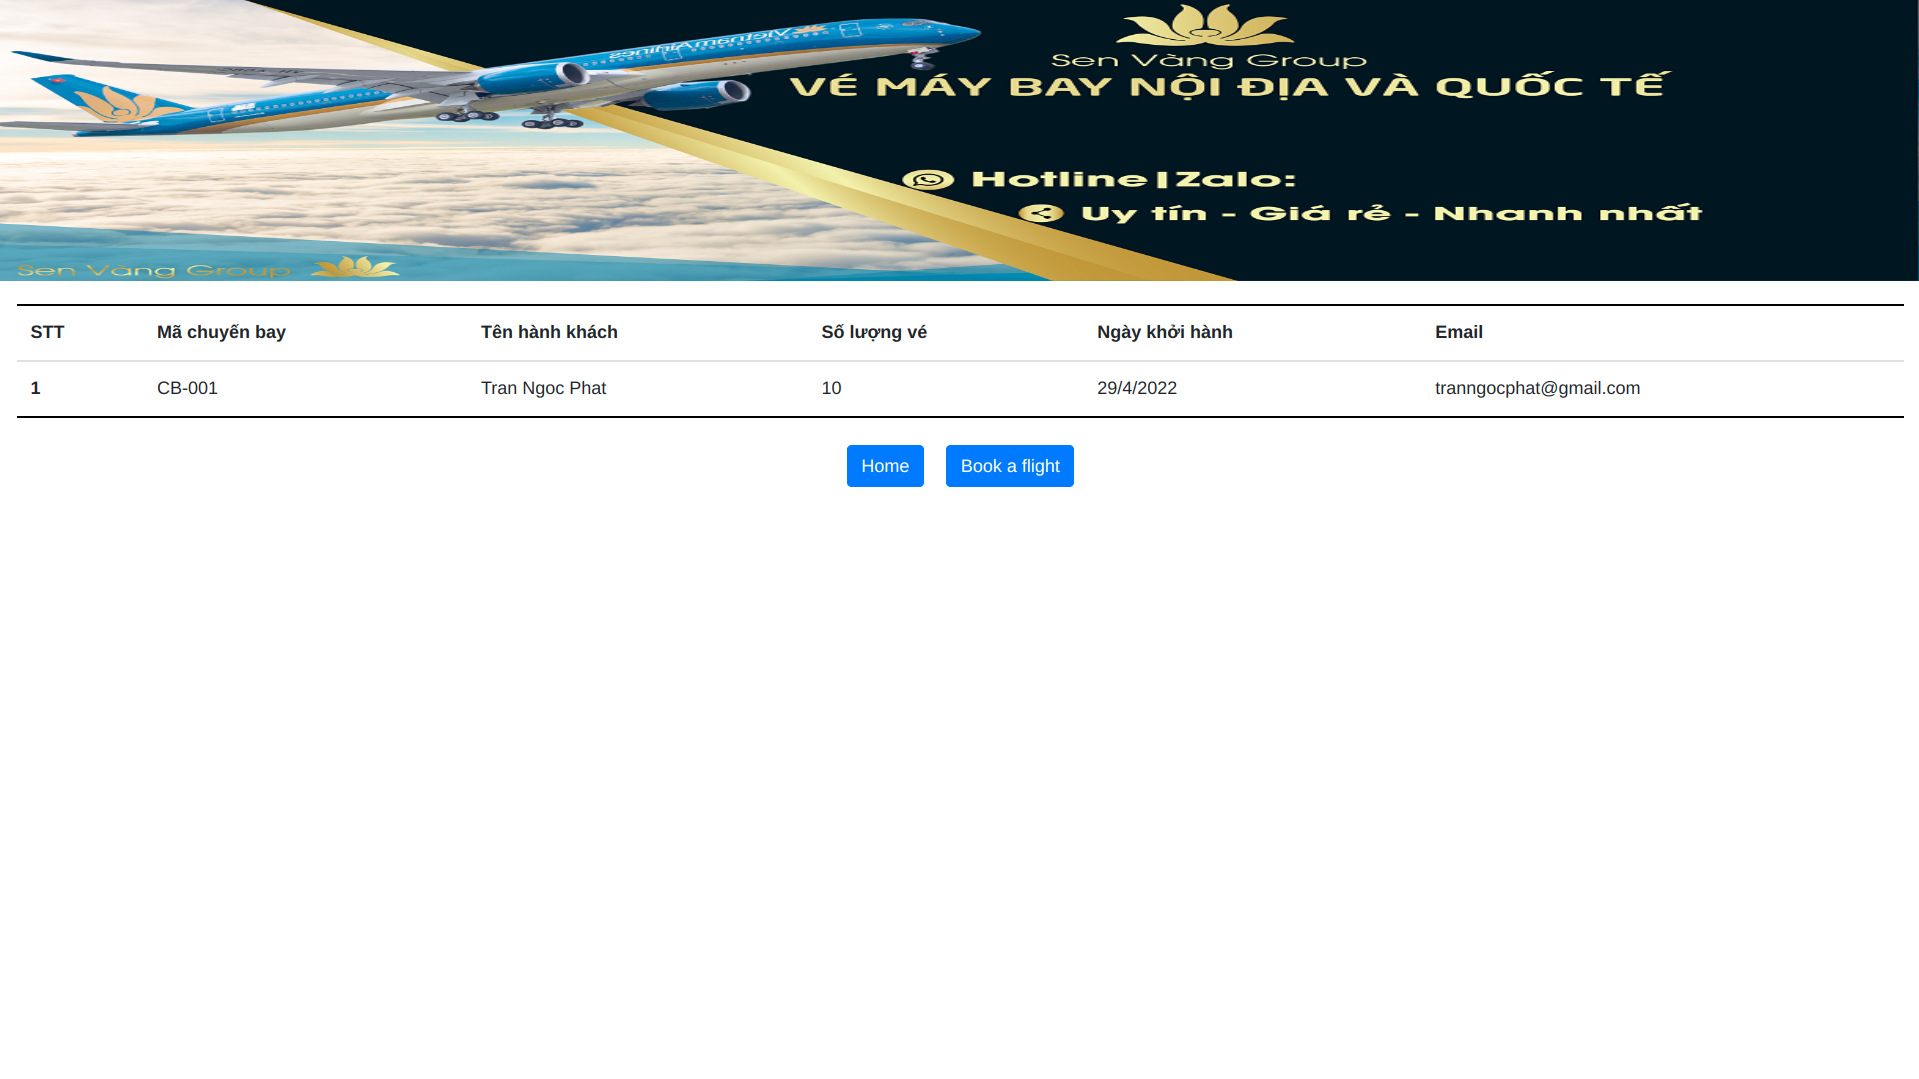 Vietnam Airlines
Sen Vàng Group
VÉ MÁY BAY NỘI ĐỊA VÀ QUỐC TẾ
Hotline|Zalo:
Uy tín - Giá rẻ - Nhanh nhất
Sen Vàng Group
STT Mã chuyến bay Tên hành khách Số lượng vé Ngày khởi hành Email
1 CB-001 Tran Ngoc Phat 10 29/4/2022 tranngocphat@gmail.com
Home Book a flight